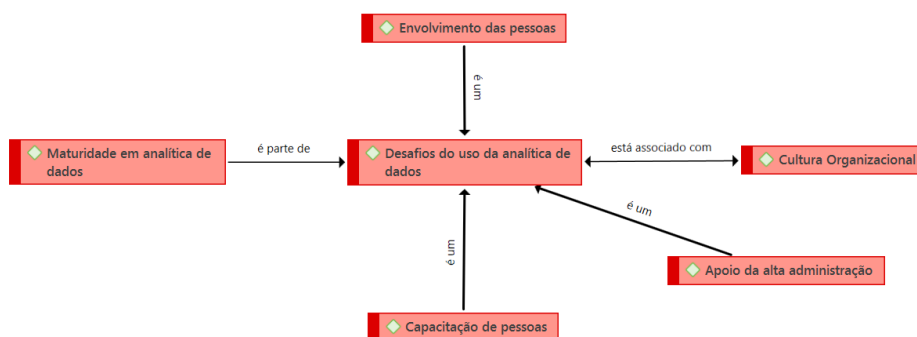 Envolvimento das pessoas
é um
Maturidade em analítica de
dados
é parte de
Desafios do uso da analítica de
dados
está associado com
Cultura Organizacional
é um
Apoio da alta administração
é um
Capacitação de pessoas